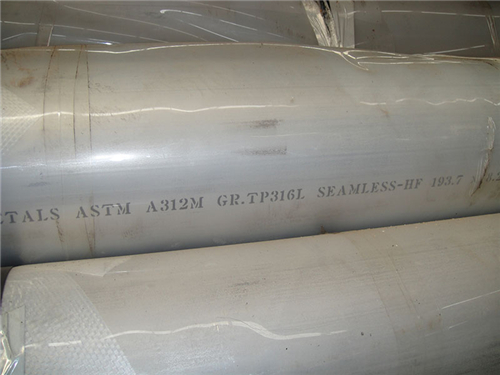 ETALS ASTM A312M GR.TP316L SEAMLESS-HF 193.7